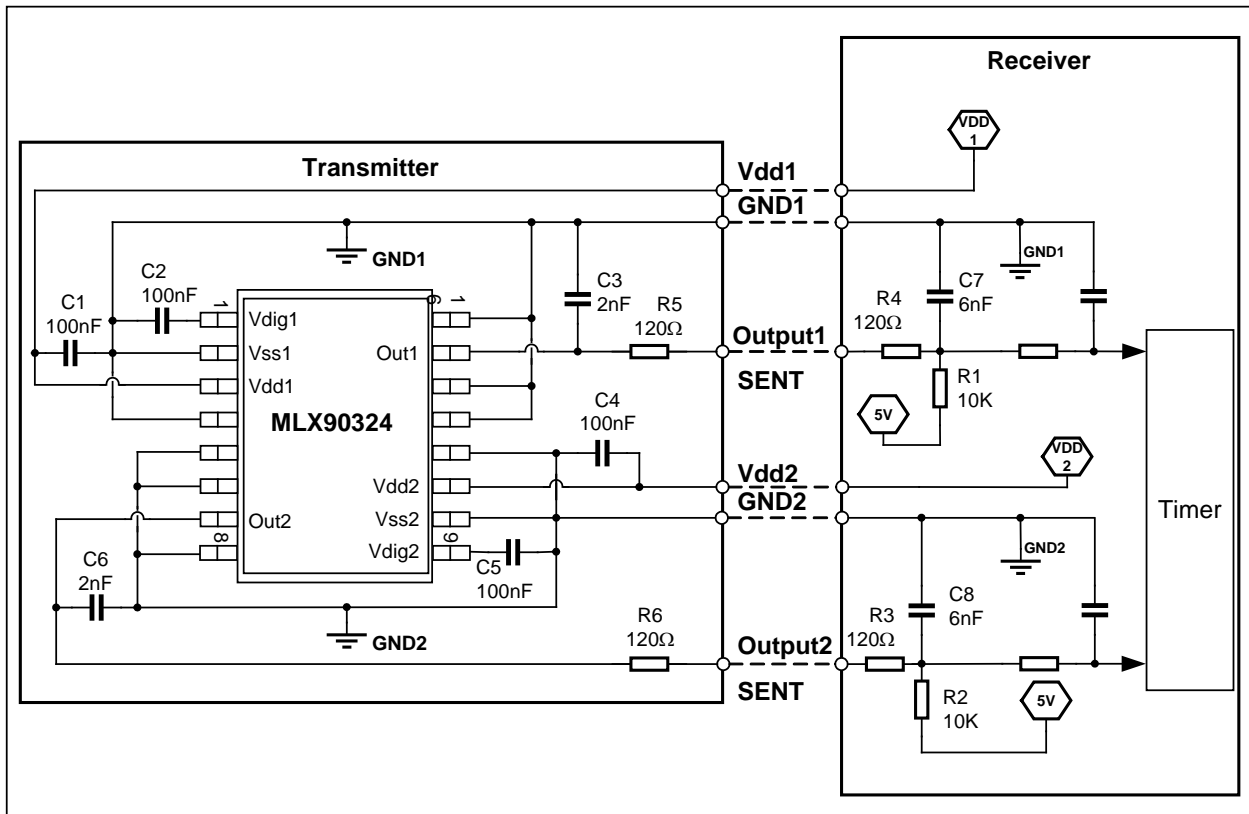 Receiver
VDD
1
Transmitter
Vdd1
GND1
GND1
GND1
C2
100nF
C1
100nF
C3
2nF
R5
120Ω
C7
6nF
R4
120Ω
1
6 1
Vdig1
Vss1
Out1
Vdd1
Output1
SENT
R1
10K
5V
MLX90324
C4
100nF
VDD
2
Vdd2
Vdd2
GND2
Timer
Out2
Vss2
8
9
Vdig2
C5
100nF
GND2
C6
2nF
C8
6nF
GND2
R6
120Ω
R3
120Ω
Output2
SENT
R2
10K
5V